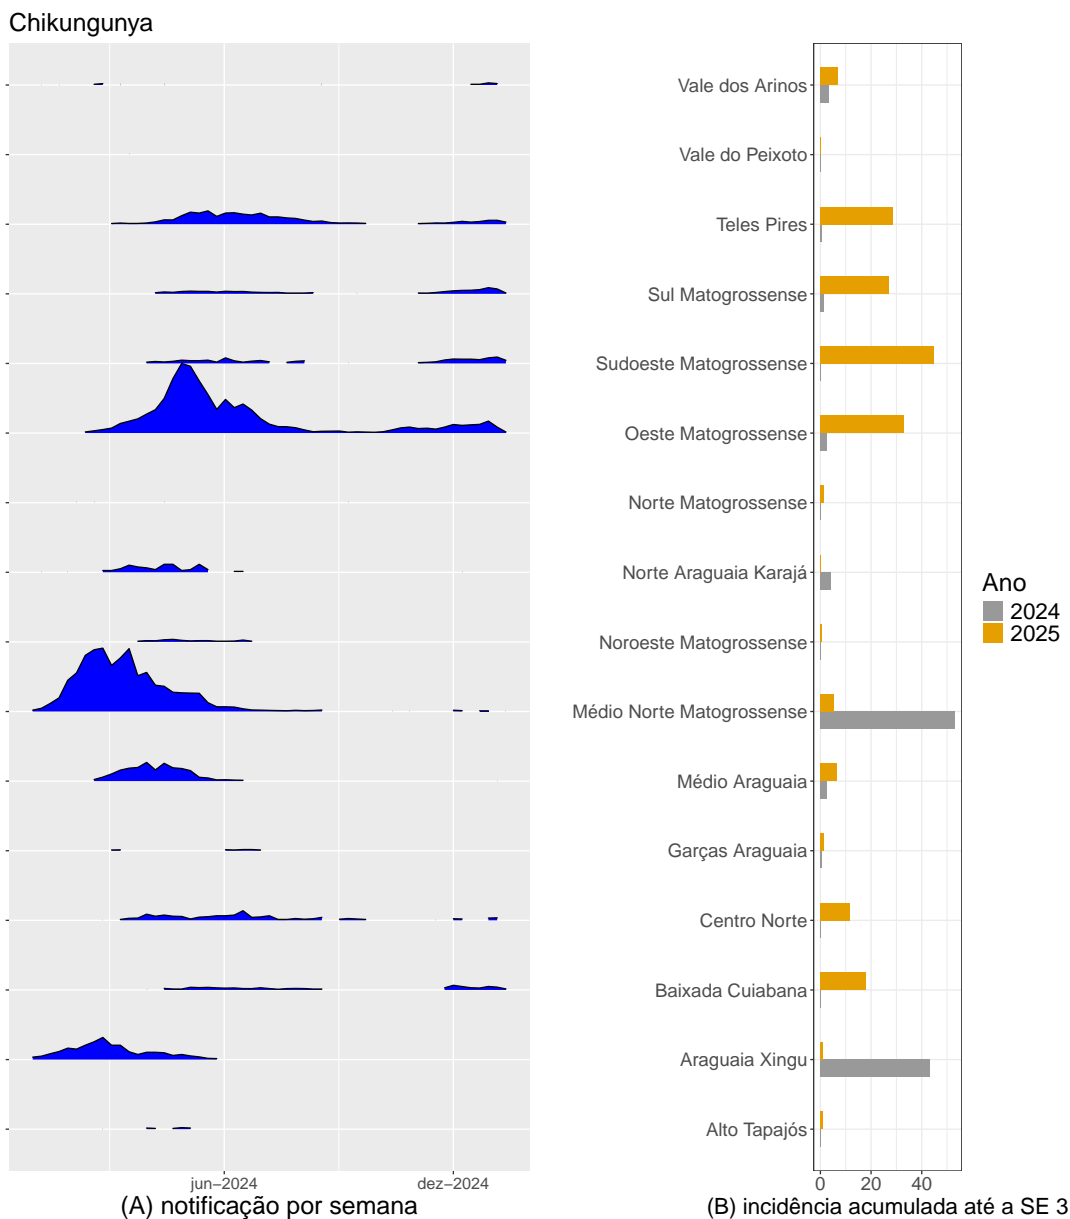 Chikungunya
Vale dos Arinos
Vale do Peixoto
Teles Pires
Sul Matogrossense
Sudoeste Matogrossense
Oeste Matogrossense
Norte Matogrossense
Norte Araguaia Karajá
Noroeste Matogrossense
Médio Norte Matogrossense
Médio Araguaia
Garças Araguaia
Centro Norte
Baixada Cuiabana
Araguaia Xingu
Alto Tapajós
Ano
2024
2025
jun–2024 dez–2024
0 20 40
(A) notificação por semana
(B) incidência acumulada até a SE 3